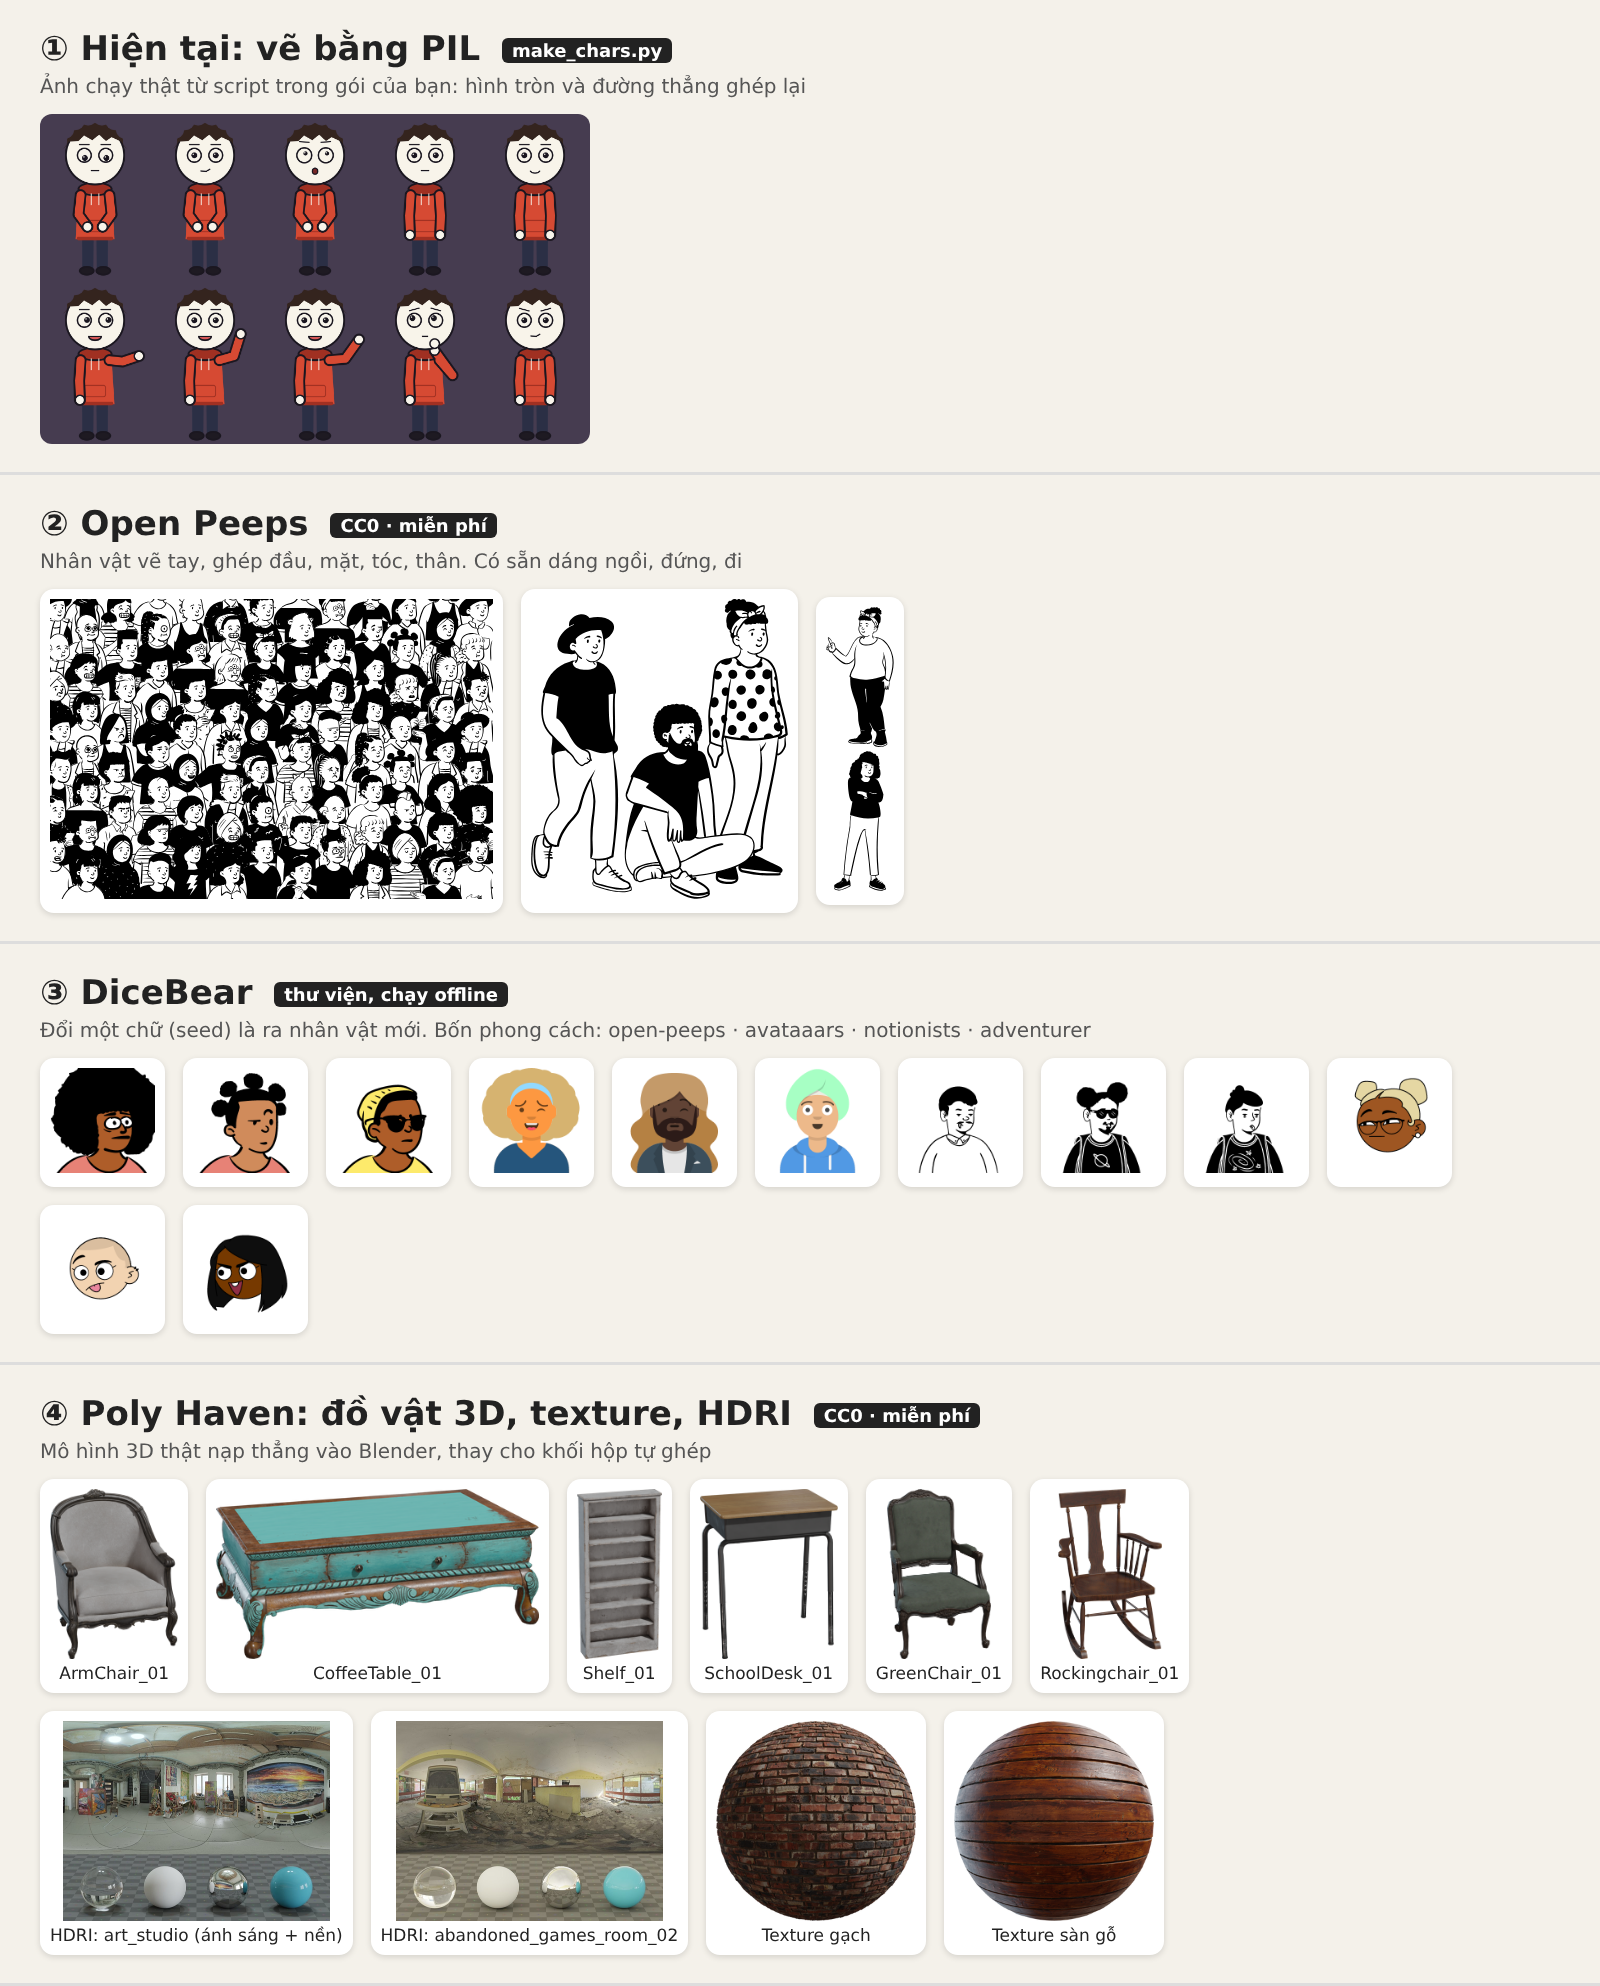 ① Hiện tại: vẽ bằng PIL make_chars.py
Ảnh chạy thật từ script trong gói của bạn: hình tròn và đường thẳng ghép lại
② Open Peeps CC0 · miễn phí
Nhân vật vẽ tay, ghép đầu, mặt, tóc, thân. Có sẵn dáng ngồi, đứng, đi
③ DiceBear thư viện, chạy offline
Đổi một chữ (seed) là ra nhân vật mới. Bốn phong cách: open-peeps · avataaars · notionists · adventurer
④ Poly Haven: đồ vật 3D, texture, HDRI CC0 · miễn phí
Mô hình 3D thật nạp thẳng vào Blender, thay cho khối hộp tự ghép
ArmChair_01
CoffeeTable_01
Shelf_01
SchoolDesk_01
GreenChair_01
Rockingchair_01
HDRI: art_studio (ánh sáng + nền)
HDRI: abandoned_games_room_02
Texture gạch
Texture sàn gỗ